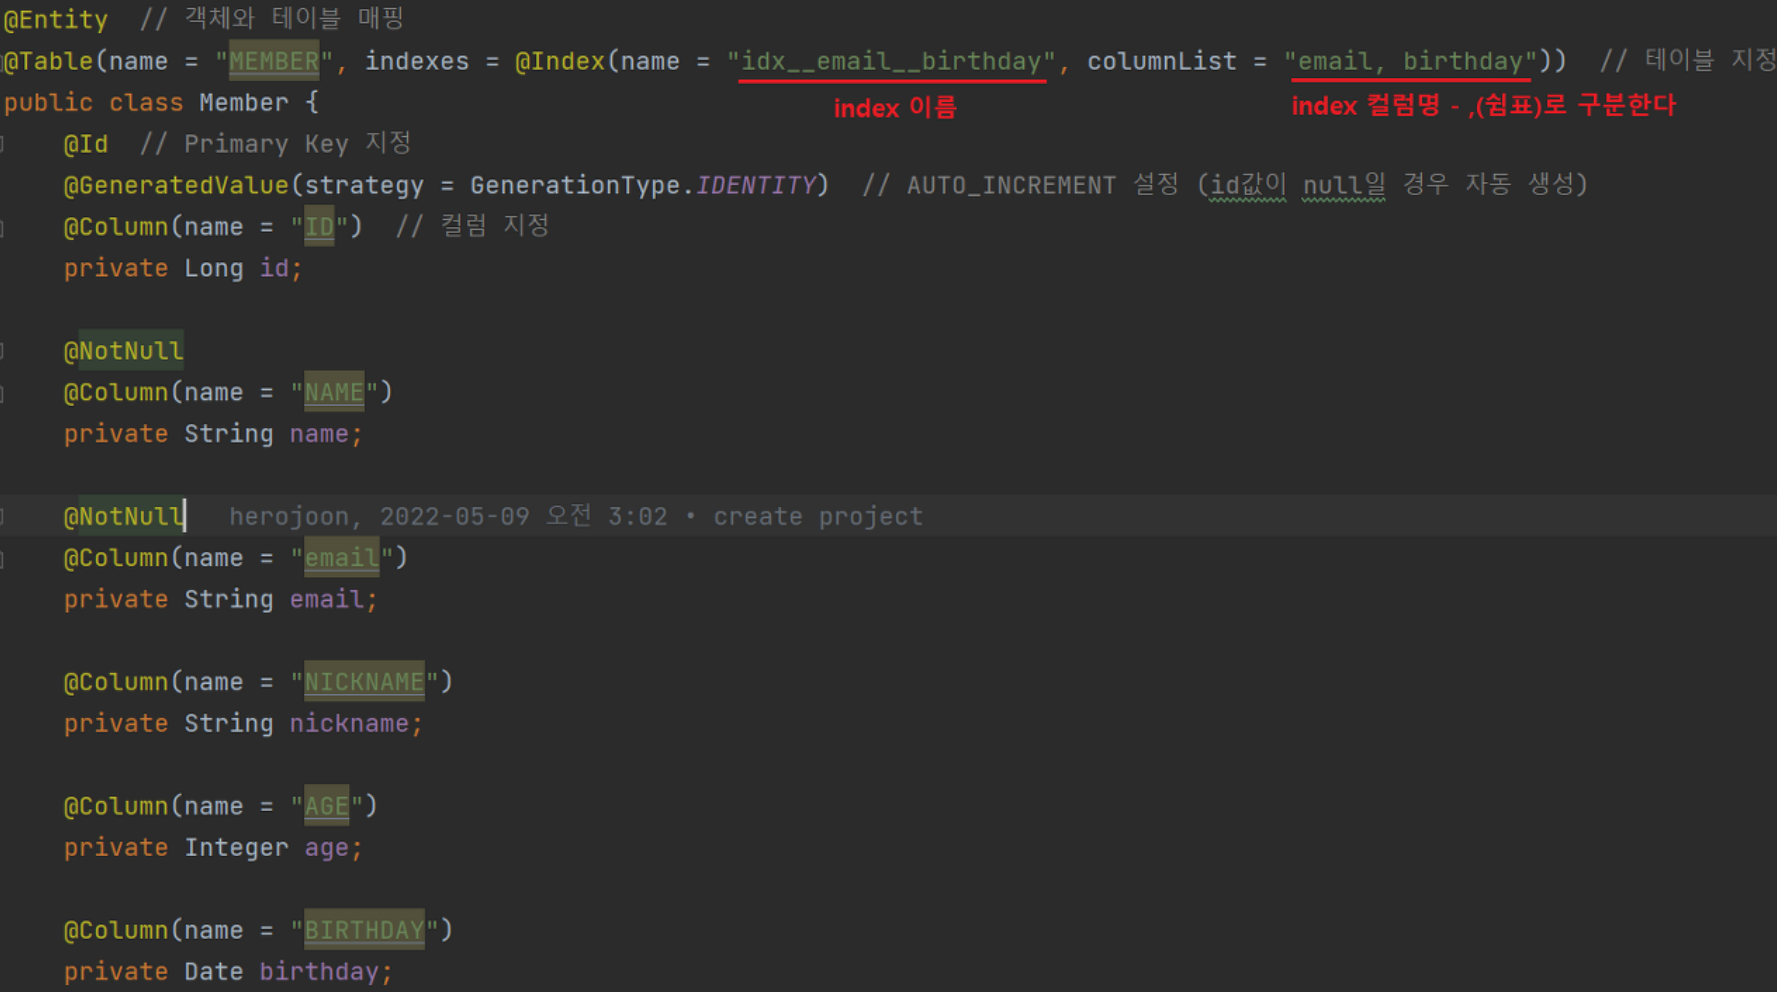 @Entity  // 객체와 테이블 매핑
@Table(name = "MEMBER", indexes = @Index(name = "idx__email__birthday", columnList = "email, birthday"))  // 테이블 지정
public class Member {
index 이름
index 컬럼명 - ,(쉼표)로 구분한다
    @Id  // Primary Key 지정
    @GeneratedValue(strategy = GenerationType.IDENTITY)  // AUTO_INCREMENT 설정 (id값이 null일 경우 자동 생성)
    @Column(name = "ID")  // 컬럼 지정
    private Long id;
    @NotNull
    @Column(name = "NAME")
    private String name;
    @NotNull   herojoon, 2022-05-09 오전 3:02 • create project
    @Column(name = "email")
    private String email;
    @Column(name = "NICKNAME")
    private String nickname;
    @Column(name = "AGE")
    private Integer age;
    @Column(name = "BIRTHDAY")
    private Date birthday;